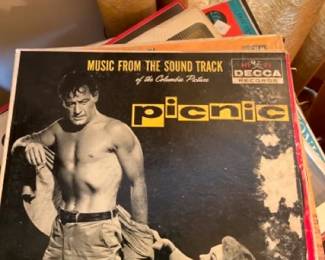 MUSIC FROM THE SOUND TRACK
of the Columbia Picture
DECCA
RECORDS
picnic